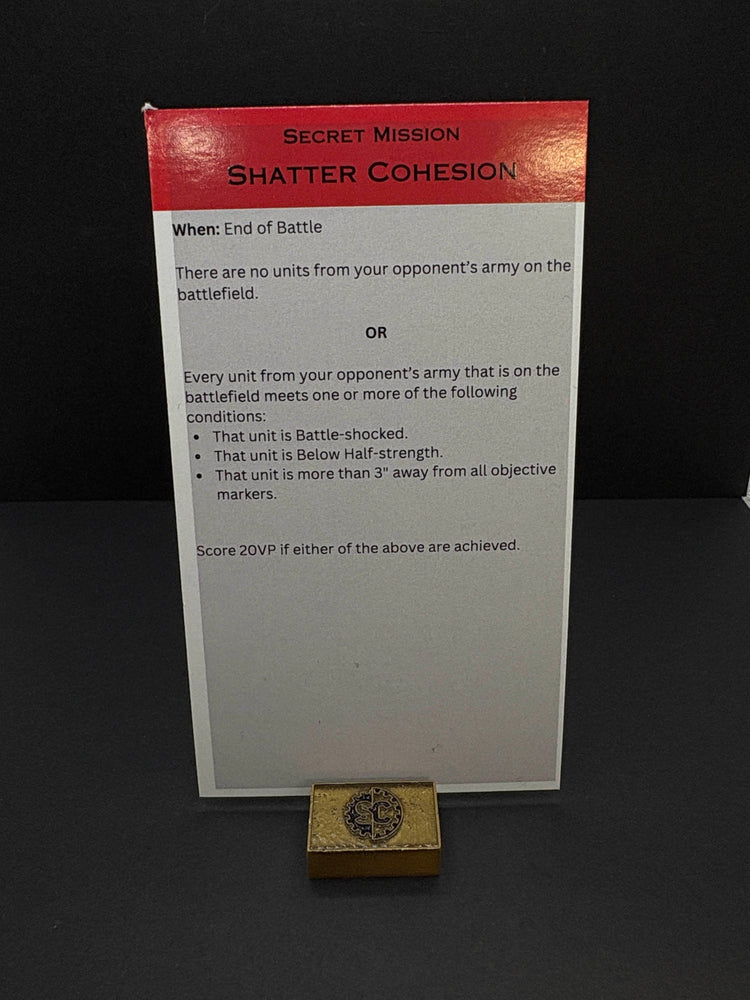 SECRET MISSION
SHATTER COHESION
When: End of Battle
There are no units from your opponent's army on the
battlefield.
OR
Every unit from your opponent's army that is on the
battlefield meets one or more of the following
conditions:
• That unit is Battle-shocked.
• That unit is Below Half-strength.
• That unit is more than 3" away from all objective
markers.
Score 20VP if either of the above are achieved.
SC